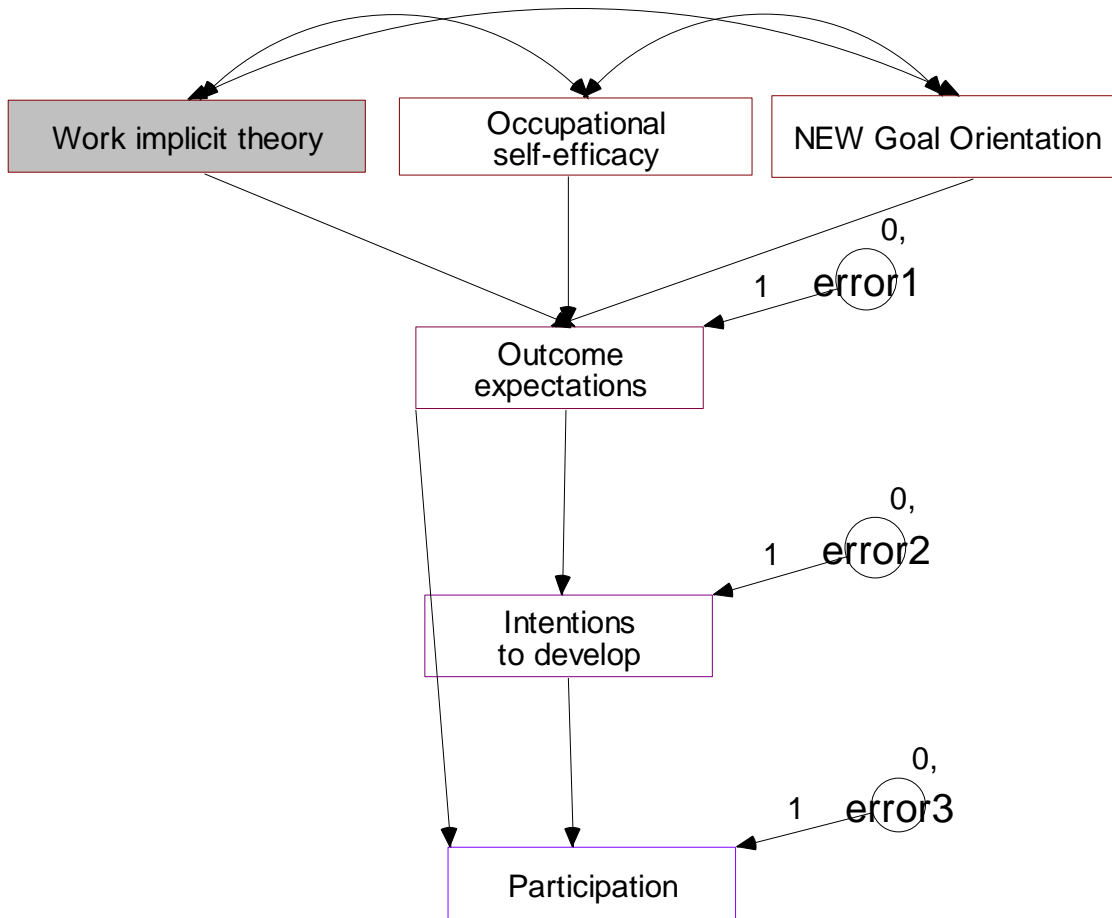 Work implicit theory
Occupational
self-efficacy
NEW Goal Orientation
0,
error1
1
Outcome
expectations
0,
error2
1
Intentions
to develop
0,
error3
1
Participation